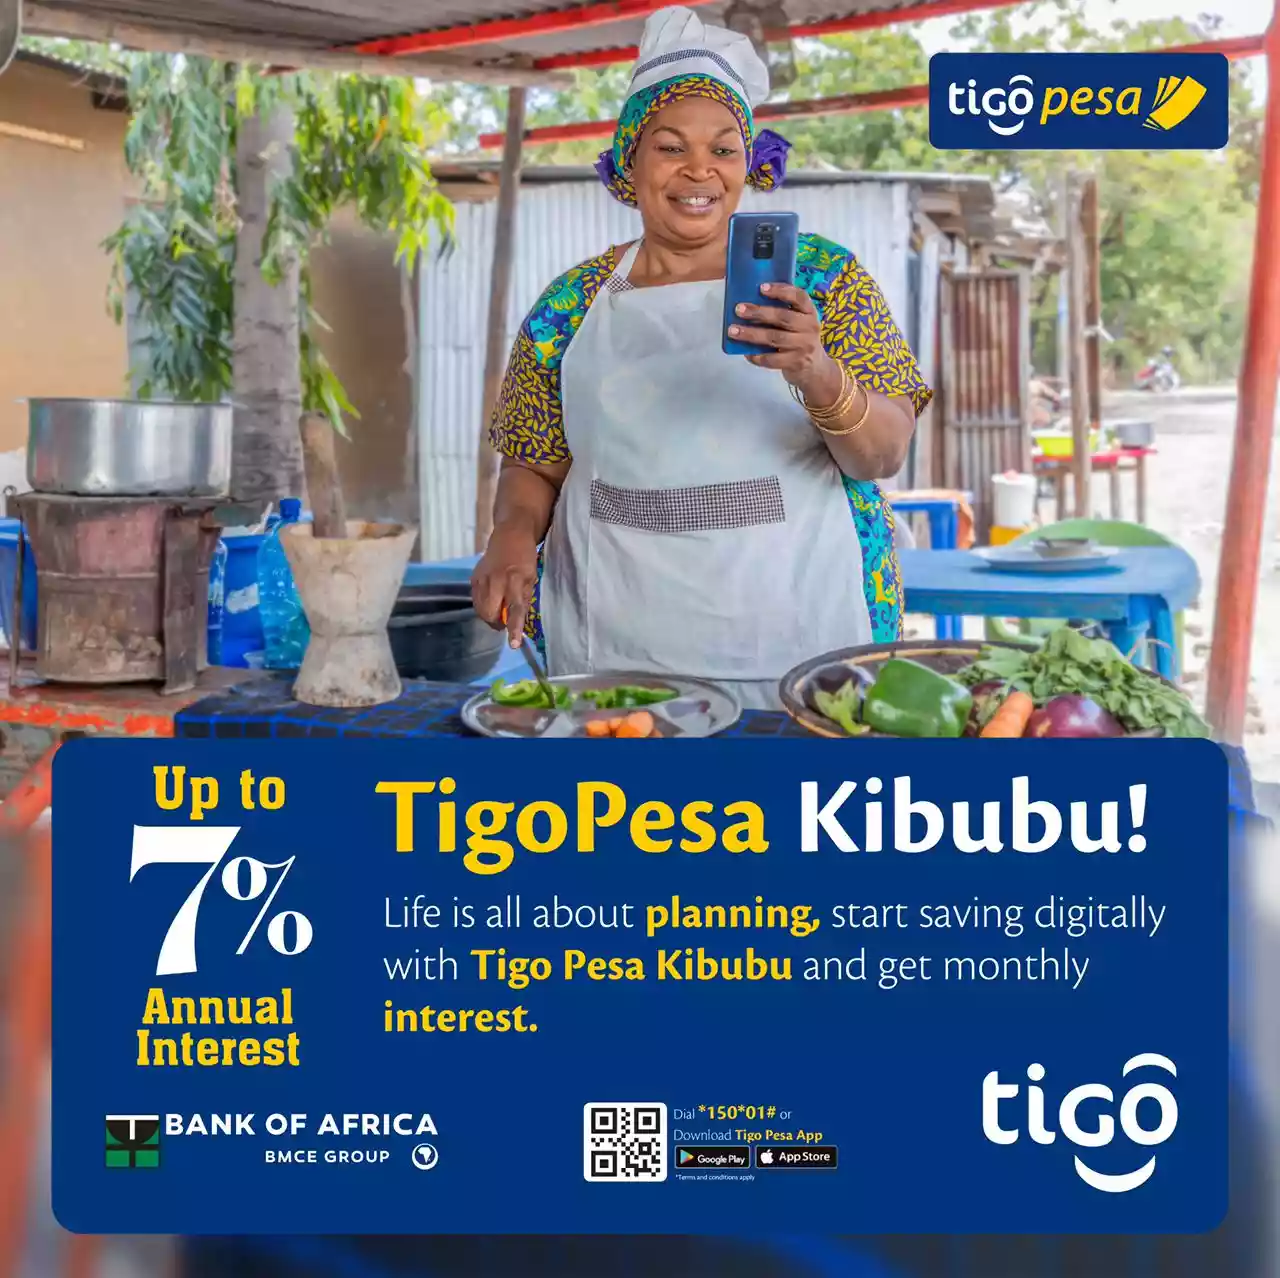 tigo pesa
Up to
7%
Annual
Interest
TigoPesa Kibubu!
Life is all about planning, start saving digitally
with Tigo Pesa Kibubu and get monthly
interest.
BANK OF AFRICA
BMCE GROUP
Dial *150*01# or
Download Tigo Pesa App
Google Play App Store
*Terms and conditions apply
tigo